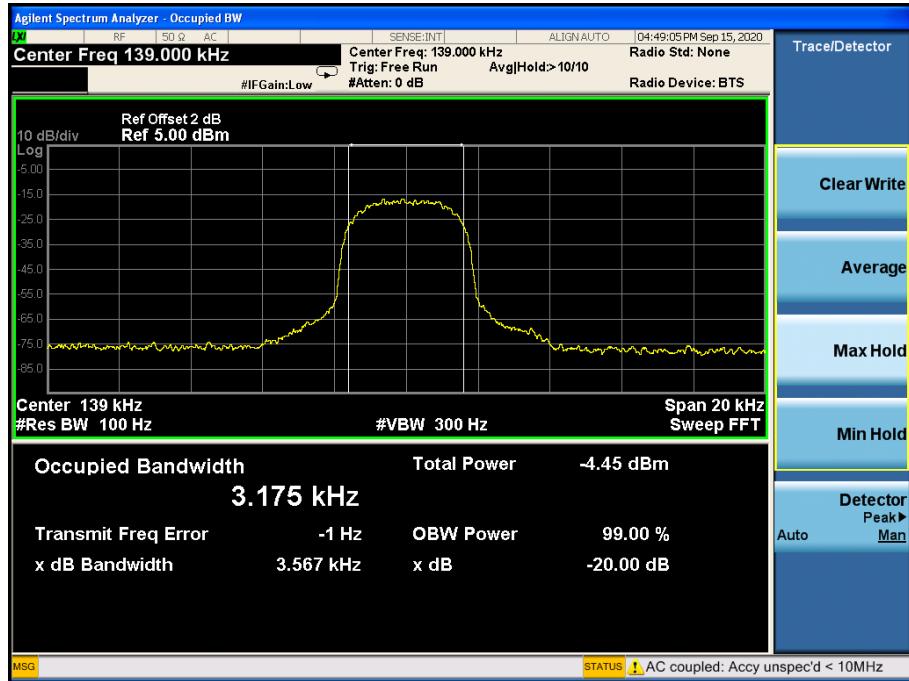 Agilent Spectrum Analyzer - Occupied BW
LXI RF 50 Ω AC SENSE:INT ALIGN AUTO 04:49:05 PM Sep 15, 2020
Center Freq 139.000 kHz Center Freq: 139.000 kHz Radio Std: None
Trig: Free Run Avg|Hold:>10/10
#IFGain:Low #Atten: 0 dB Radio Device: BTS
Trace/Detector
Ref Offset 2 dB
10 dB/div Ref 5.00 dBm
Log
-5.00
-15.0
-25.0
-35.0
-45.0
-55.0
-65.0
-75.0
-85.0
Center 139 kHz Span 20 kHz
#Res BW 100 Hz #VBW 300 Hz Sweep FFT
Occupied Bandwidth Total Power -4.45 dBm
3.175 kHz
Transmit Freq Error -1 Hz OBW Power 99.00 %
x dB Bandwidth 3.567 kHz x dB -20.00 dB
Clear Write
Average
Max Hold
Min Hold
Detector
Peak▶
Auto Man
MSG STATUS ! AC coupled: Accy unspec'd < 10MHz